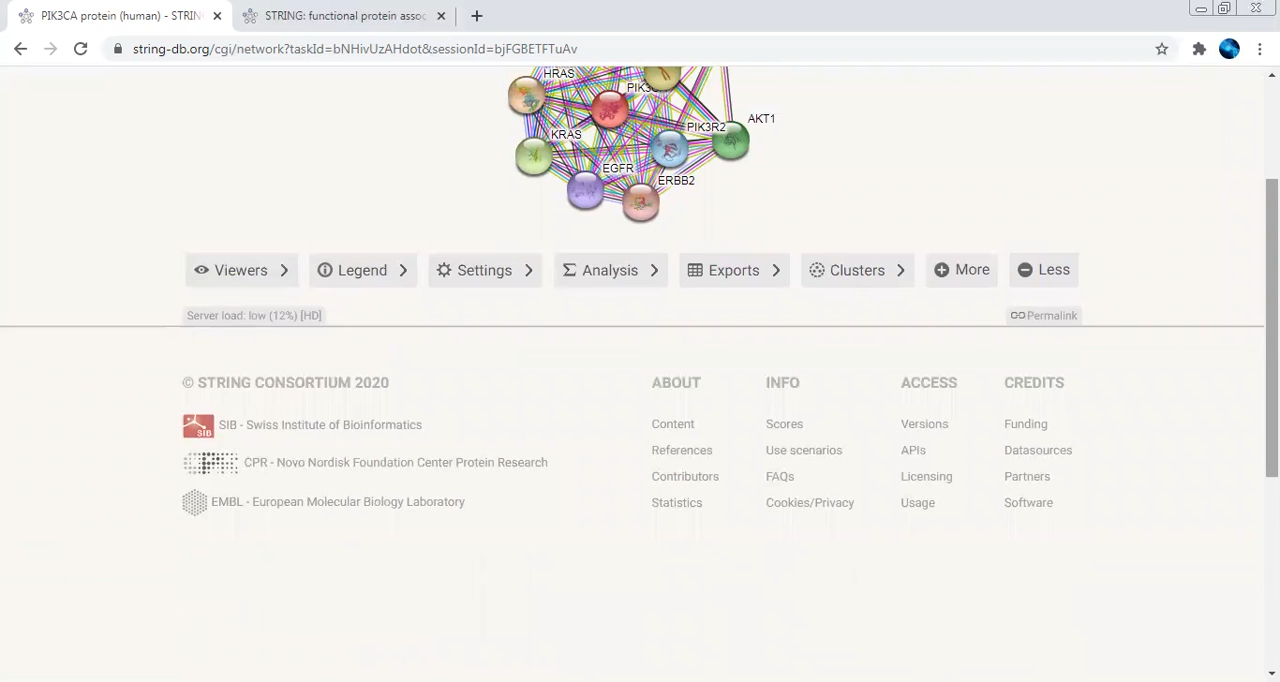 PIK3CA protein (human) - STRIN
STRING: functional protein assoc
string-db.org/cgi/network?taskId=bNHivUzAHdot&sessionId=bjFGBETFTuAv
HRAS
PIK3CA
KRAS
PIK3R2
AKT1
EGFR
ERBB2
Viewers
Legend
Settings
Analysis
Exports
Clusters
More
Less
Server load: low (12%) [HD]
Permalink
© STRING CONSORTIUM 2020
SIB
SIB - Swiss Institute of Bioinformatics
CPR - Novo Nordisk Foundation Center Protein Research
EMBL - European Molecular Biology Laboratory
ABOUT
Content
References
Contributors
Statistics
INFO
Scores
Use scenarios
FAQs
Cookies/Privacy
ACCESS
Versions
APIs
Licensing
Usage
CREDITS
Funding
Datasources
Partners
Software